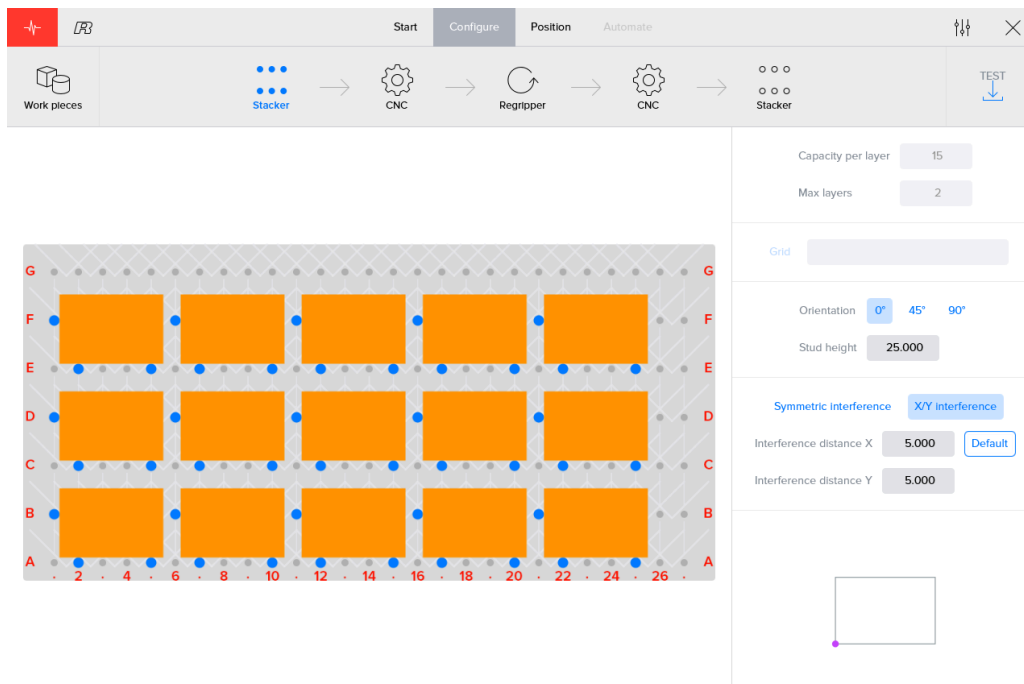 R
Start
Configure
Position
Automate
Work pieces
Stacker
CNC
Regripper
CNC
Stacker
TEST
Capacity per layer 15
Max layers 2
Grid
Orientation 0° 45° 90°
Stud height 25.000
Symmetric interference X/Y interference
Interference distance X 5.000 Default
Interference distance Y 5.000
G G
F F
E E
D D
C C
B B
A A
· 2 · 4 · 6 · 8 · 10 · 12 · 14 · 16 · 18 · 20 · 22 · 24 · 26 ·